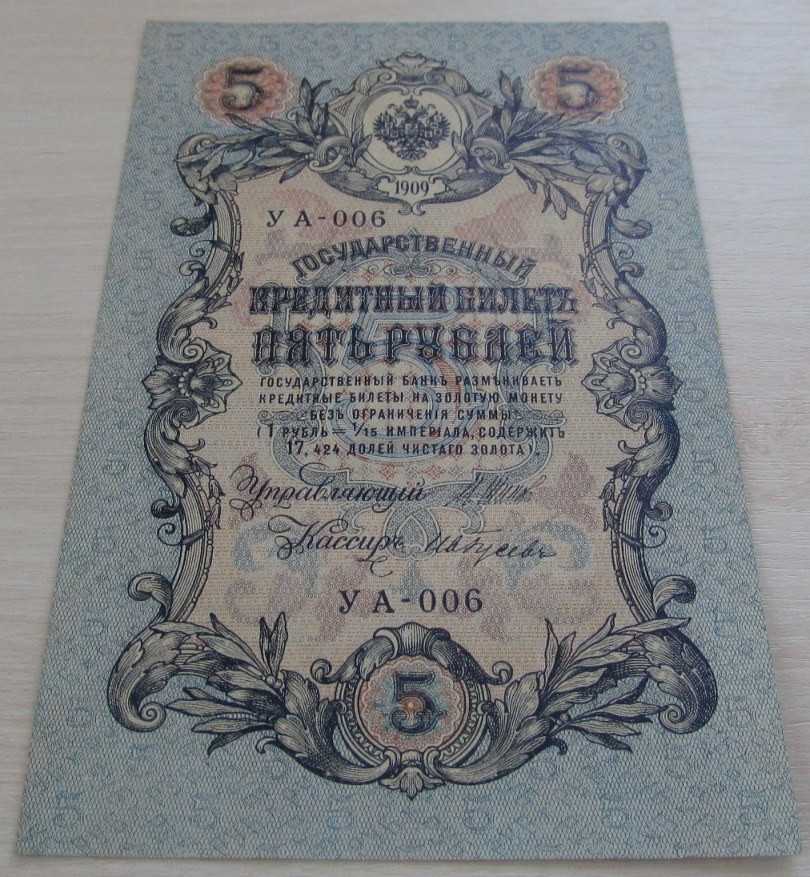 5 5
1909
УА-006
ГОСУДАРСТВЕННЫЙ
КРЕДИТНЫЙ БИЛЕТЪ
ПЯТЬ РУБЛЕЙ
ГОСУДАРСТВЕННЫЙ БАНКЪ РАЗМѢНИВАЕТЪ
КРЕДИТНЫЕ БИЛЕТЫ НА ЗОЛОТУЮ МОНЕТУ
БЕЗЪ ОГРАНИЧЕНІЯ СУММЫ
(1 РУБЛЬ = 1/15 ИМПЕРІАЛА, СОДЕРЖИТЪ
17,424 ДОЛЕЙ ЧИСТАГО ЗОЛОТА).
Управляющій
Кассиръ
УА-006
5